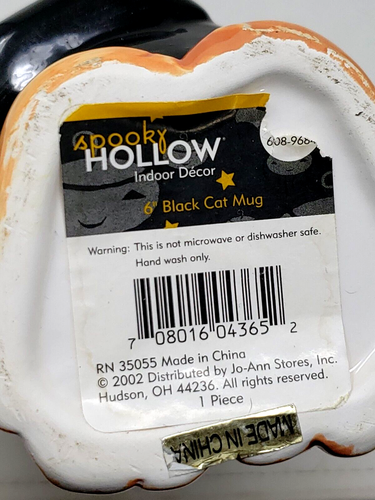 spooky
HOLLOW
Indoor Décor
6" Black Cat Mug
Warning: This is not microwave or dishwasher safe.
Hand wash only.
7 08016 04365 2
RN 35055 Made in China
© 2002 Distributed by Jo-Ann Stores, Inc.
Hudson, OH 44236. All rights reserved.
1 Piece
MADE IN CHINA